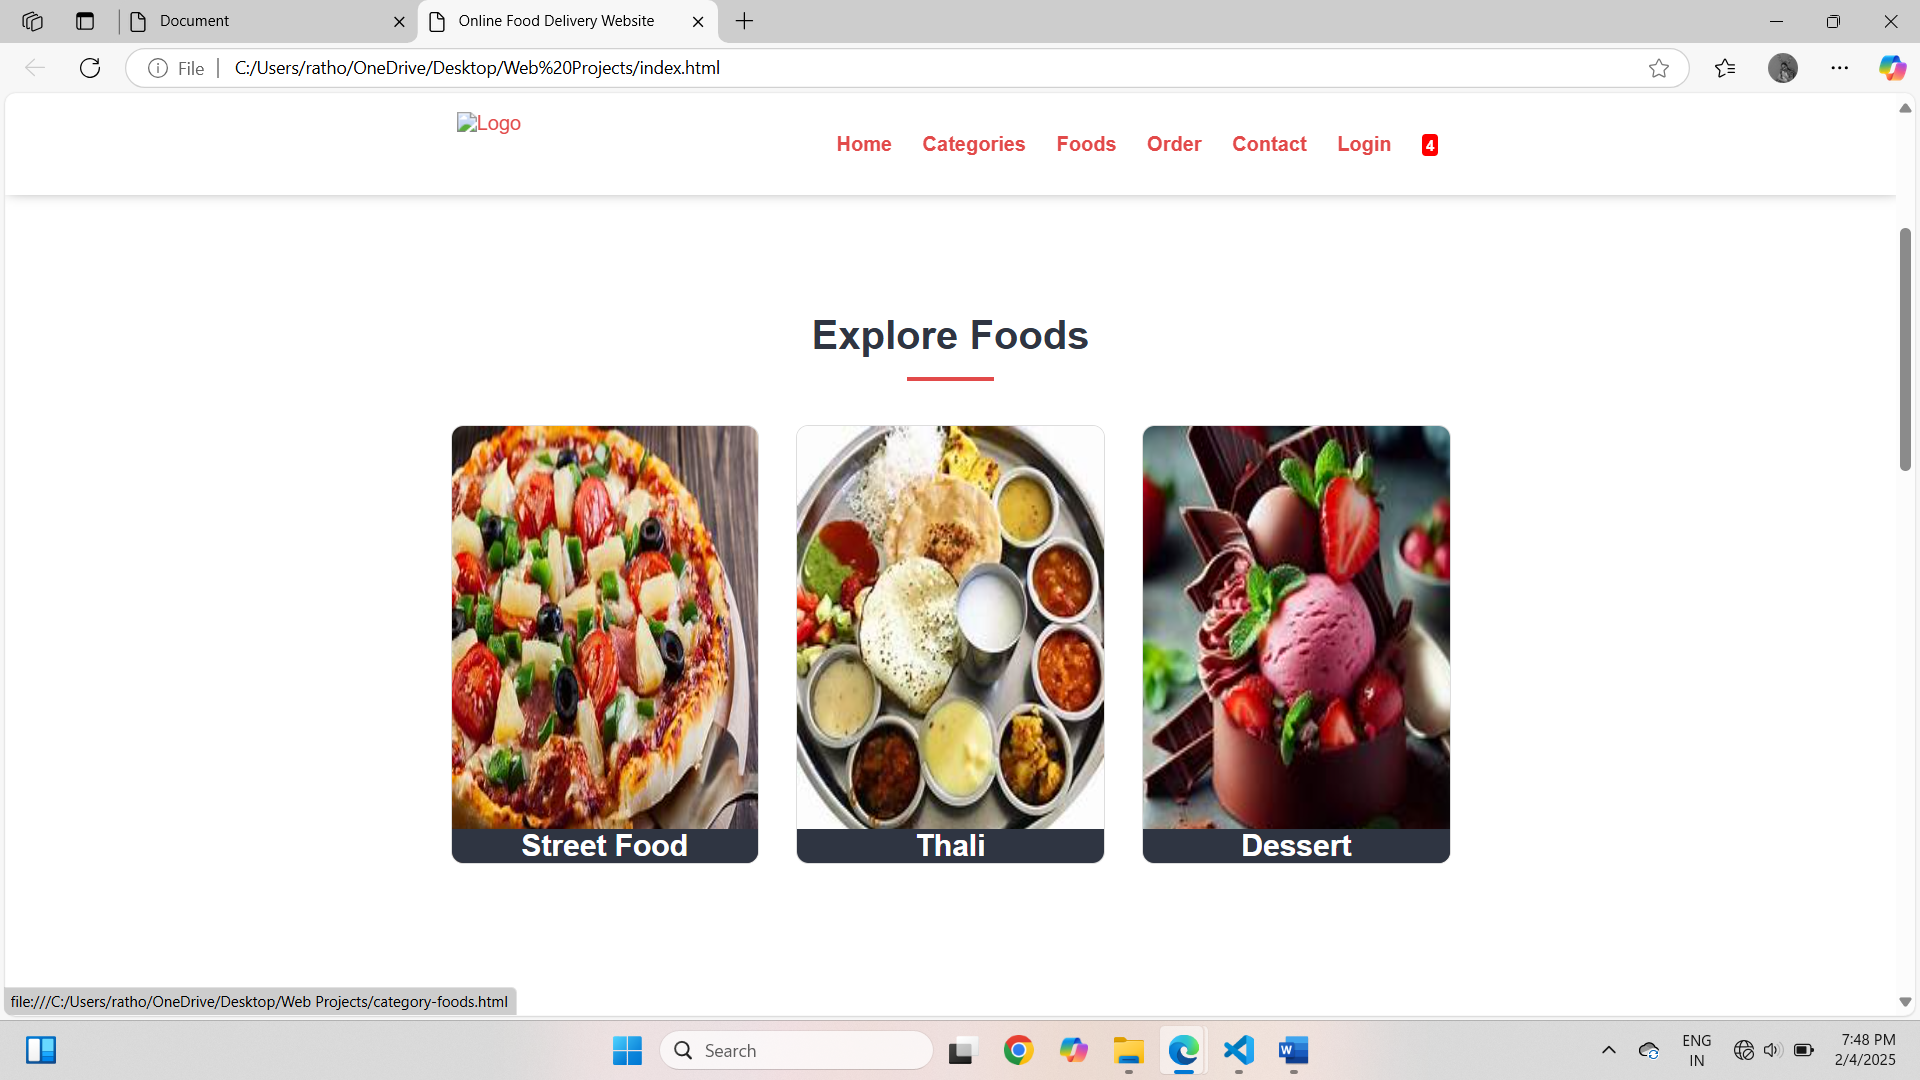 Document
Online Food Delivery Website
File
C:/Users/ratho/OneDrive/Desktop/Web%20Projects/index.html
Logo
Home
Categories
Foods
Order
Contact
Login
4
Explore Foods
Street Food
Thali
Dessert
file:///C:/Users/ratho/OneDrive/Desktop/Web Projects/category-foods.html
Search
W
ENG
IN
7:48 PM
2/4/2025